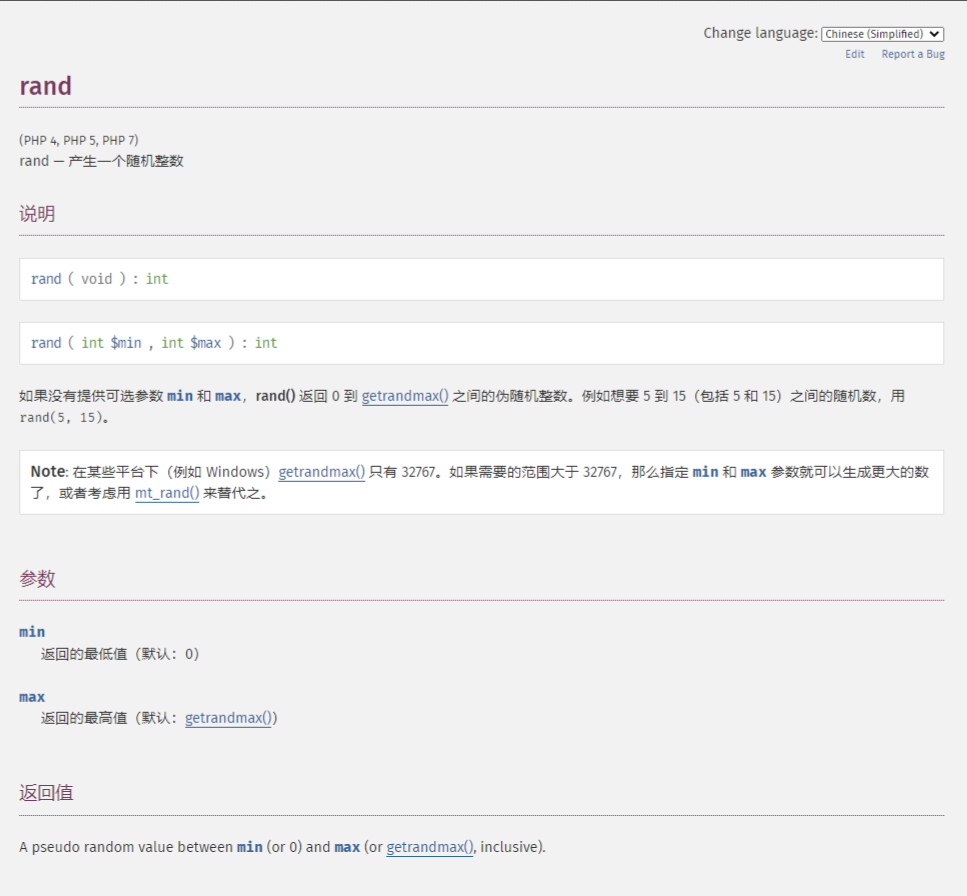 Change language: Chinese (Simplified)
Edit Report a Bug
rand
(PHP 4, PHP 5, PHP 7)
rand — 产生一个随机整数
说明
rand ( void ) : int
rand ( int $min , int $max ) : int
如果没有提供可选参数 min 和 max，rand() 返回 0 到 getrandmax() 之间的伪随机整数。例如想要 5 到 15（包括 5 和 15）之间的随机数，用
rand(5, 15)。
Note: 在某些平台下（例如 Windows）getrandmax() 只有 32767。如果需要的范围大于 32767，那么指定 min 和 max 参数就可以生成更大的数
了，或者考虑用 mt_rand() 来替代之。
参数
min
返回的最低值（默认：0）
max
返回的最高值（默认：getrandmax()）
返回值
A pseudo random value between min (or 0) and max (or getrandmax(), inclusive).